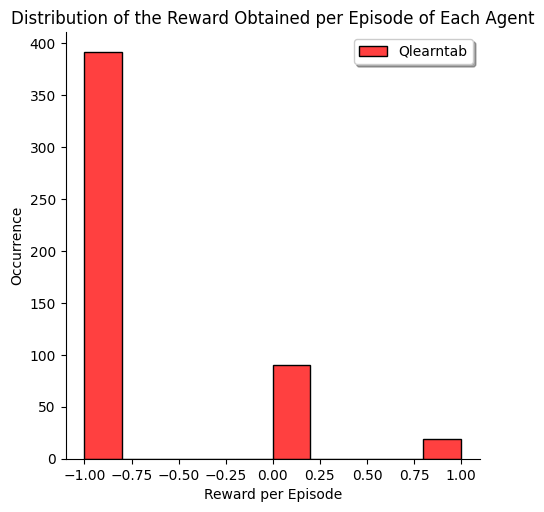 Distribution of the Reward Obtained per Episode of Each Agent
Qlearntab
400
350
300
250
200
150
100
50
0
Occurrence
−1.00 −0.75 −0.50 −0.25 0.00 0.25 0.50 0.75 1.00
Reward per Episode